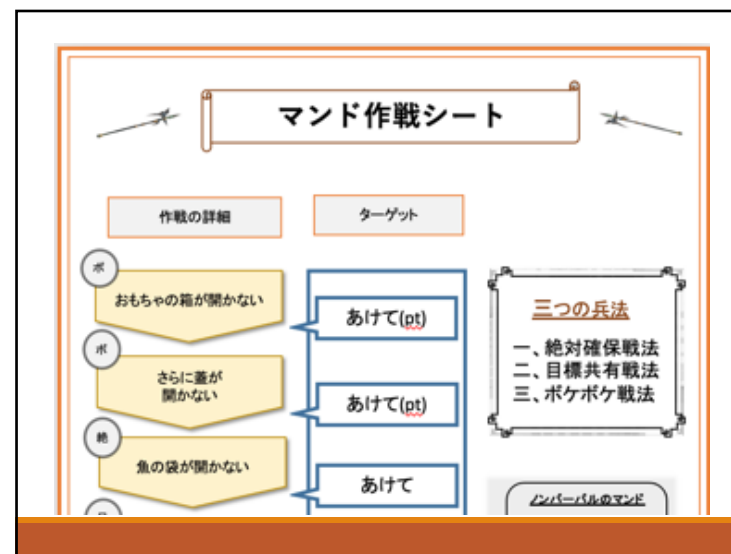 マンド作戦シート
作戦の詳細
ターゲット
ボ
おもちゃの箱が開かない
あけて(pt)
ボ
さらに蓋が
開かない
あけて(pt)
絶
魚の袋が開かない
あけて
三つの兵法
一、絶対確保戦法
二、目標共有戦法
三、ボケボケ戦法
ノンバーバルのマンド